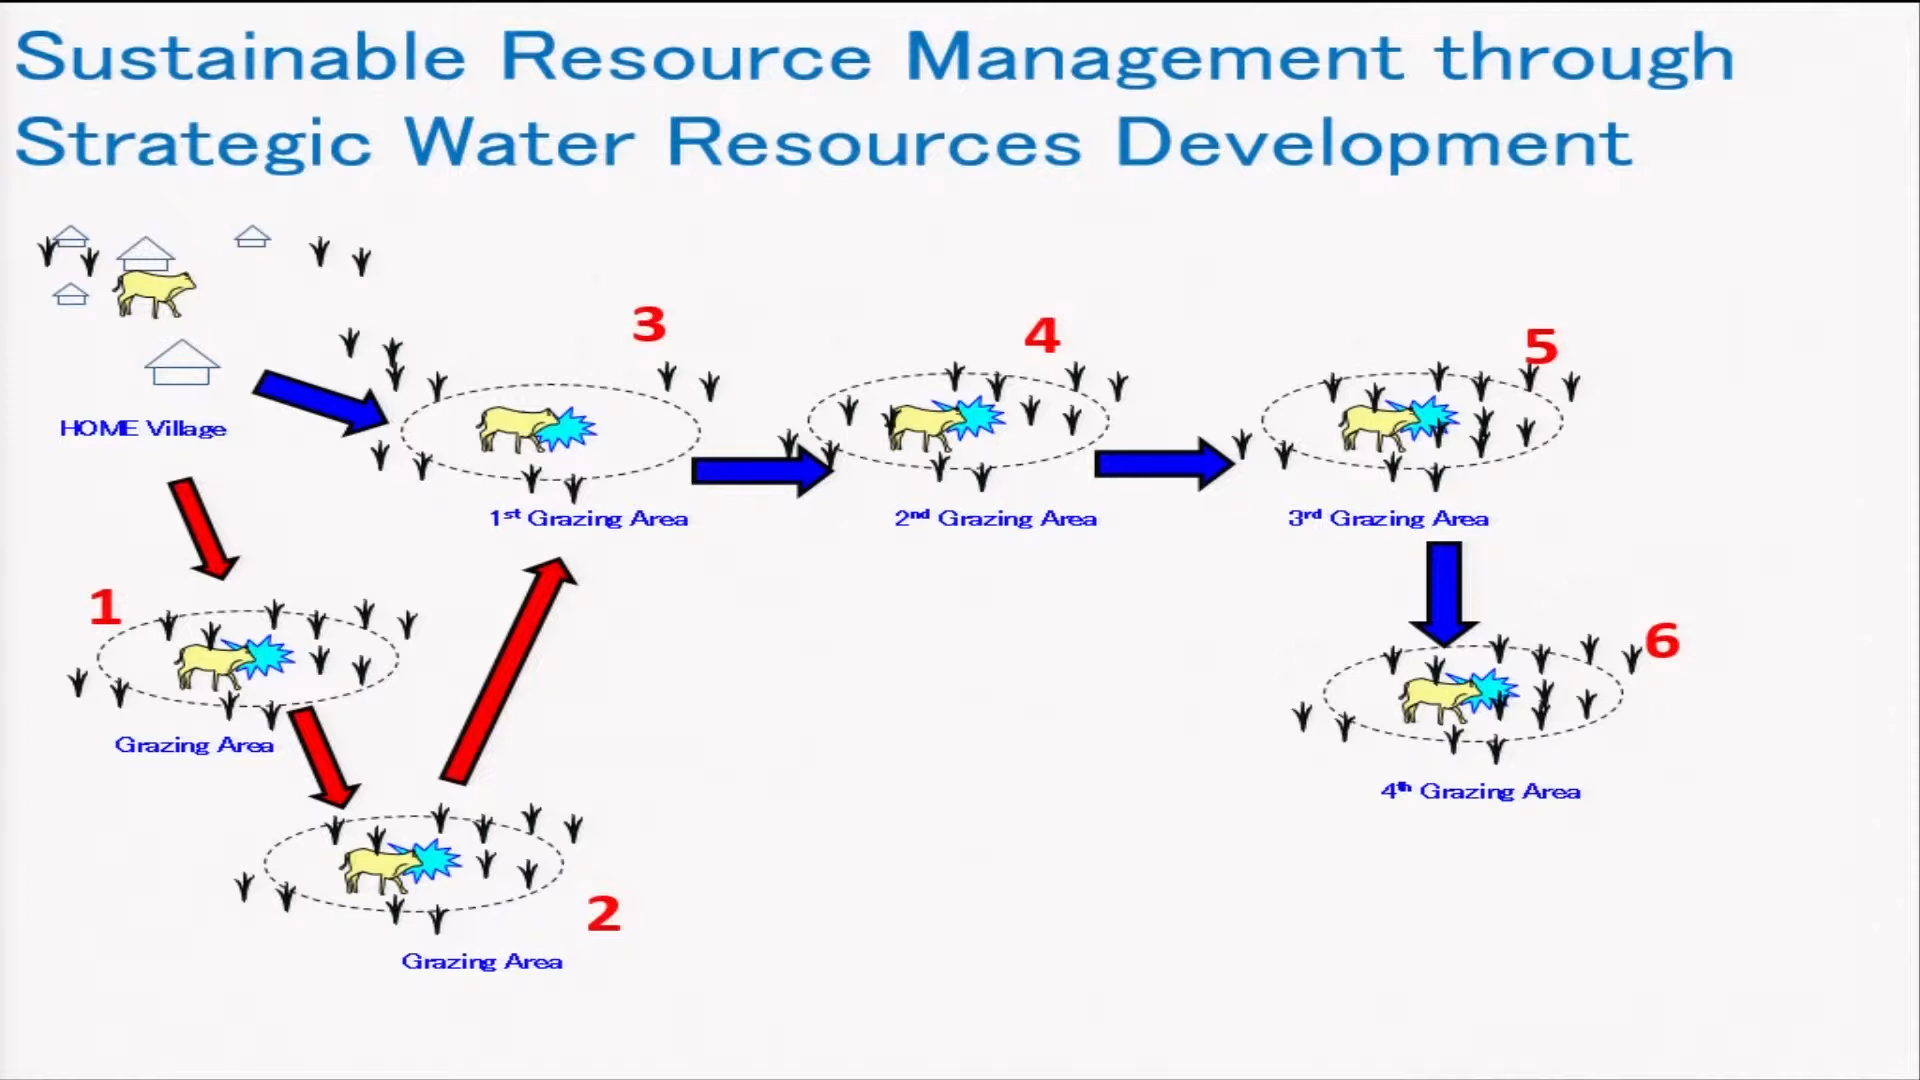 Sustainable Resource Management through
Strategic Water Resources Development
HOME Village
3
4
5
1st Grazing Area
2nd Grazing Area
3rd Grazing Area
1
6
Grazing Area
4th Grazing Area
2
Grazing Area